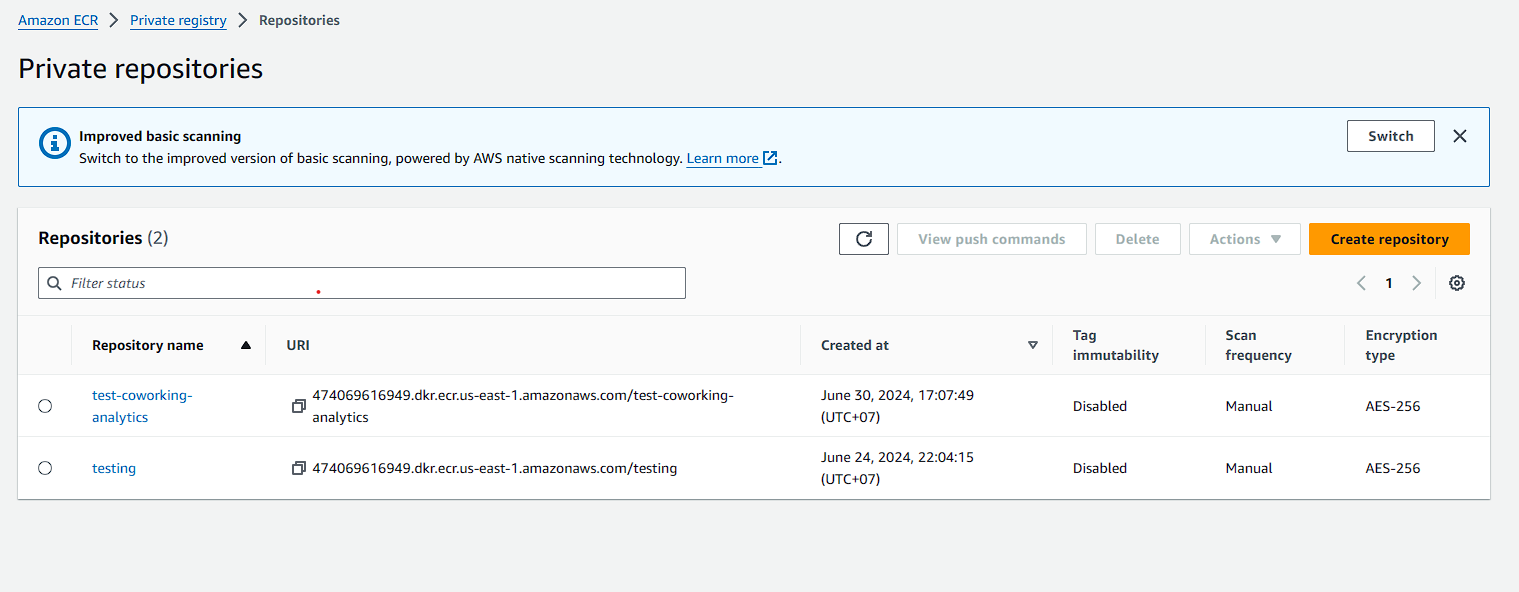 Amazon ECR > Private registry > Repositories
Private repositories
Improved basic scanning
Switch to the improved version of basic scanning, powered by AWS native scanning technology. Learn more.
Switch
Repositories (2)
View push commands
Delete
Actions
Create repository
Filter status
1
Repository name
URI
Created at
Tag
immutability
Scan
frequency
Encryption
type
test-coworking-
analytics
474069616949.dkr.ecr.us-east-1.amazonaws.com/test-coworking-
analytics
June 30, 2024, 17:07:49
(UTC+07)
Disabled
Manual
AES-256
testing
474069616949.dkr.ecr.us-east-1.amazonaws.com/testing
June 24, 2024, 22:04:15
(UTC+07)
Disabled
Manual
AES-256